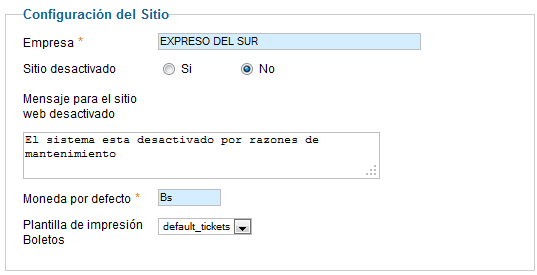 Configuración del Sitio
Empresa * EXPRESO DEL SUR
Sitio desactivado Si No
Mensaje para el sitio
web desactivado
El sistema esta desactivado por razones de
mantenimiento
Moneda por defecto * Bs
Plantilla de impresión default_tickets
Boletos